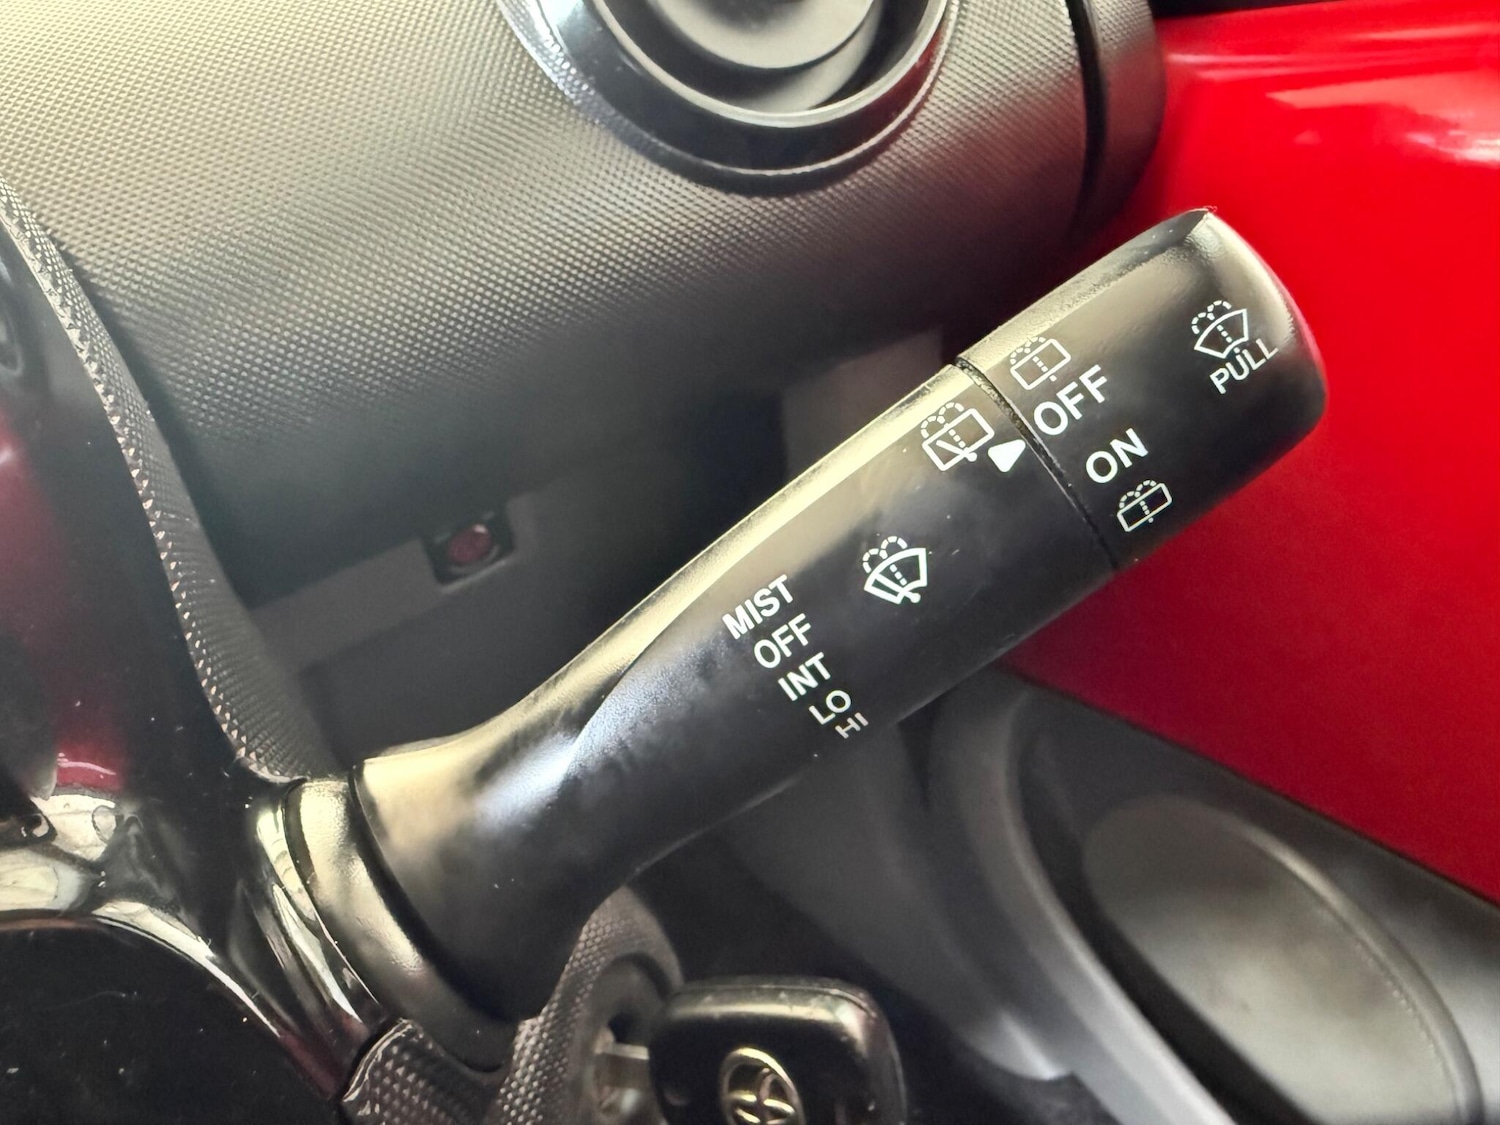 MIST
OFF
INT
LO
HI
OFF
ON
PULL